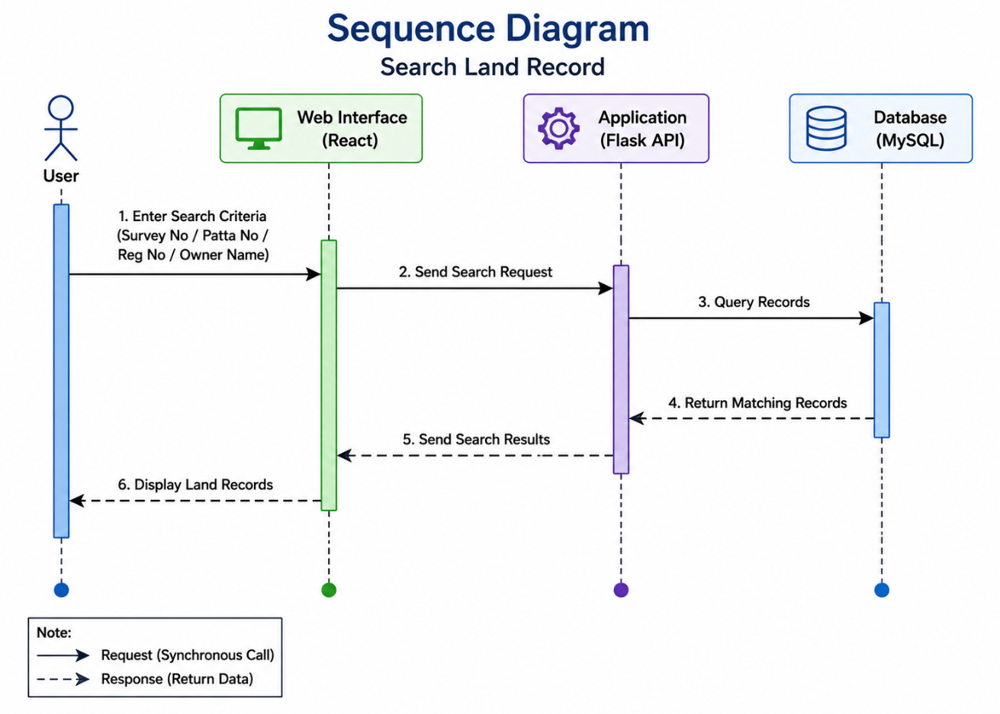 Sequence Diagram
Search Land Record
User
Web Interface
(React)
Application
(Flask API)
Database
(MySQL)
1. Enter Search Criteria
(Survey No / Patta No /
Reg No / Owner Name)
2. Send Search Request
3. Query Records
4. Return Matching Records
5. Send Search Results
6. Display Land Records
Note:
Request (Synchronous Call)
Response (Return Data)